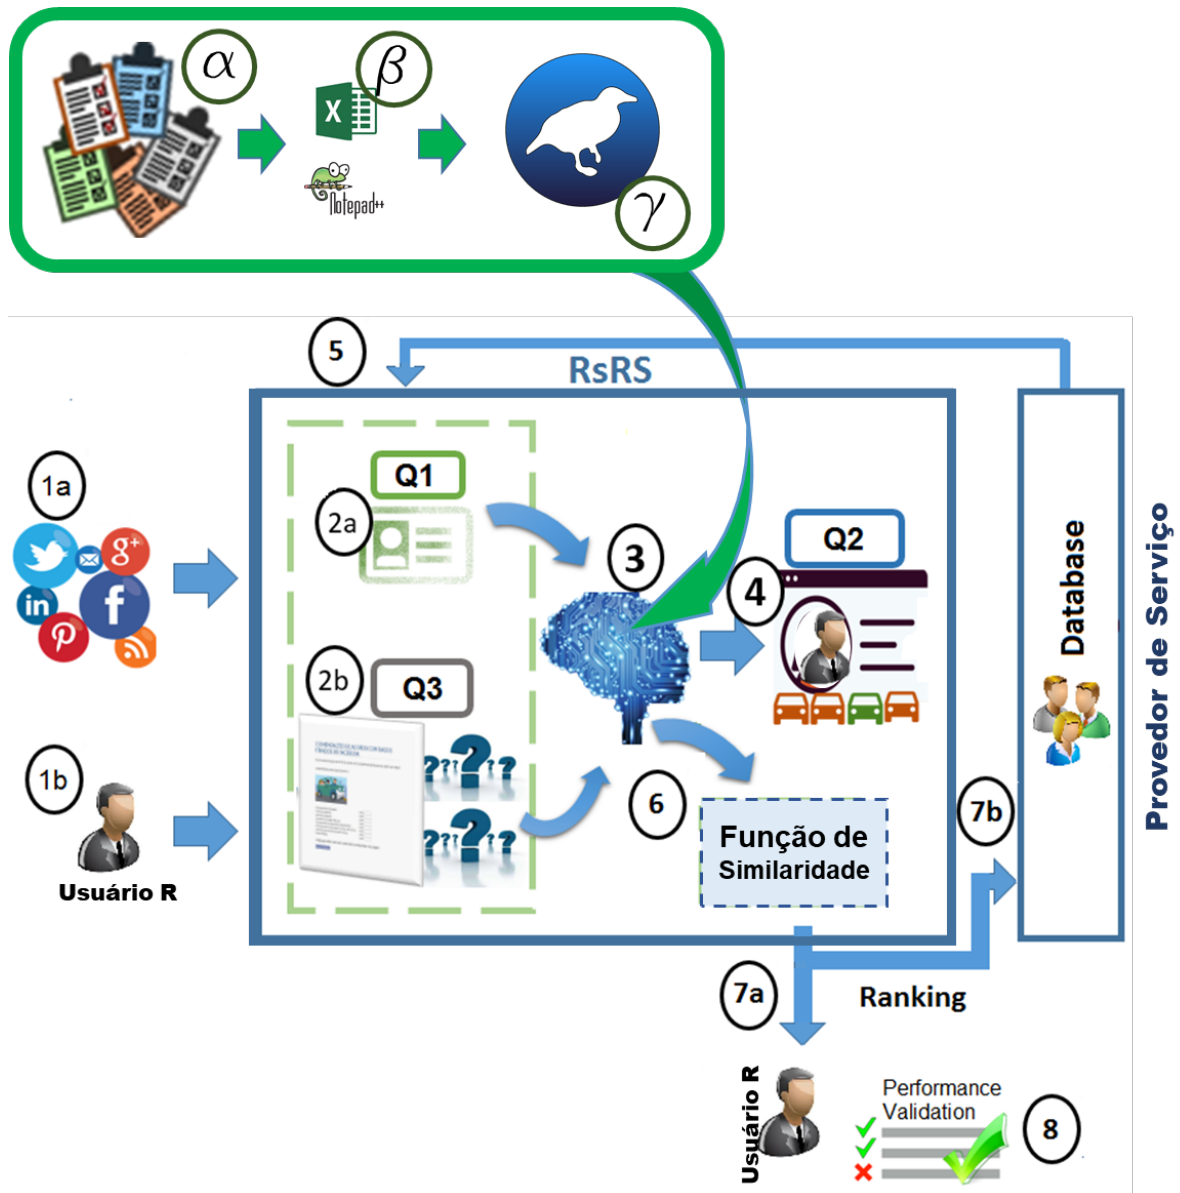 α
β
X
Notepad++
γ
5
RsRS
1a
g+
in
f
Q1
2a
3
Q2
4
2b
Q3
Database
Provedor de Serviço
1b
Usuário R
6
Função de
Similaridade
7b
7a
Ranking
Usuário R
Performance
Validation
8